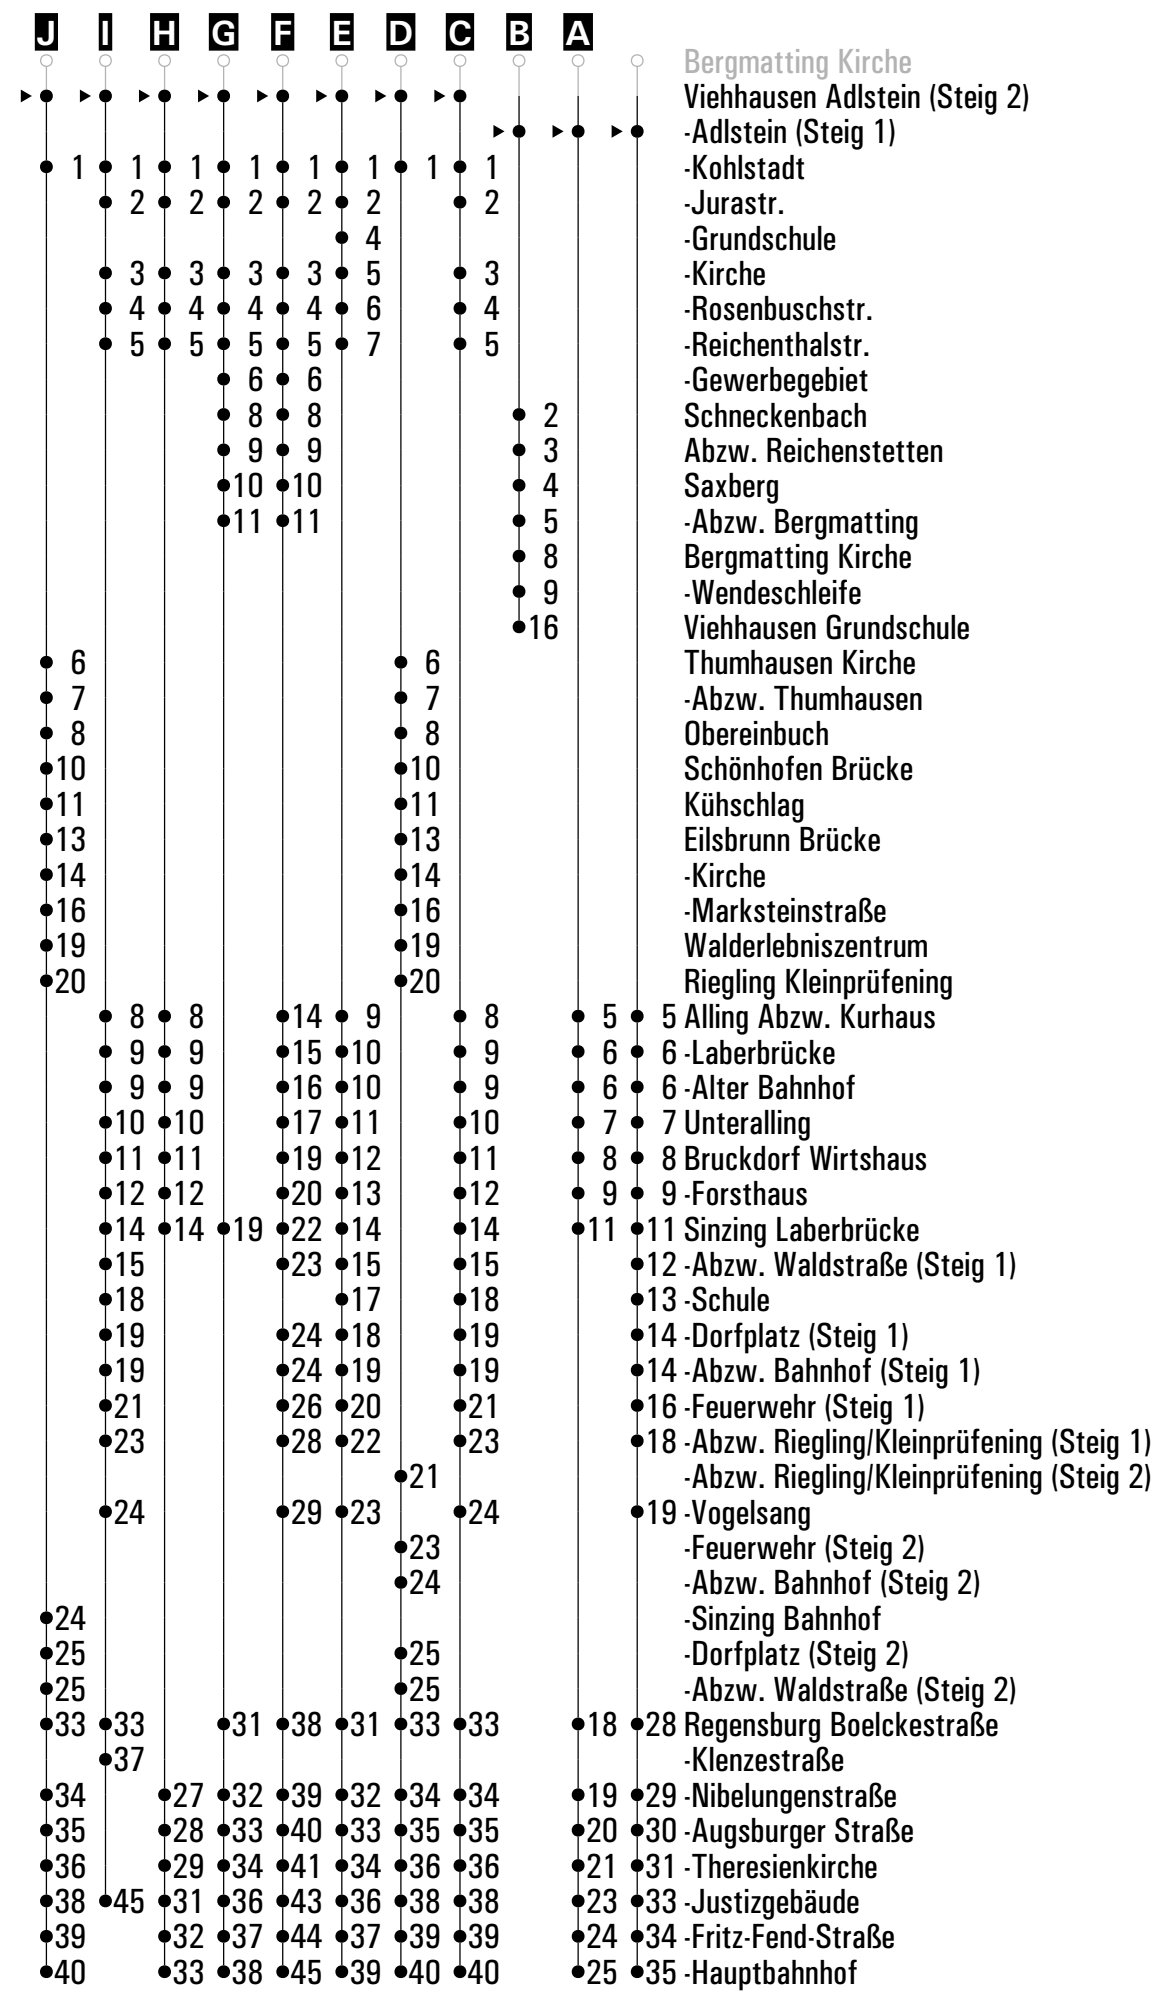 J I H G F E D C B A
Bergmatting Kirche
Viehhausen Adlstein (Steig 2)
-Adlstein (Steig 1)
1 1 1 1 1 1 1 1 -Kohlstadt
2 2 2 2 2 2 -Jurastr.
4 -Grundschule
3 3 3 3 5 3 -Kirche
4 4 4 4 6 4 -Rosenbuschstr.
5 5 5 5 7 5 -Reichenthalstr.
6 6 -Gewerbegebiet
8 8 2 Schneckenbach
9 9 3 Abzw. Reichenstetten
10 10 4 Saxberg
11 11 5 -Abzw. Bergmatting
8 Bergmatting Kirche
9 -Wendeschleife
16 Viehhausen Grundschule
6 6 Thumhausen Kirche
7 7 -Abzw. Thumhausen
8 8 Obereinbuch
10 10 Schönhofen Brücke
11 11 Kühschlag
13 13 Eilsbrunn Brücke
14 14 -Kirche
16 16 -Marksteinstraße
19 19 Walderlebniszentrum
20 20 Riegling Kleinprüfening
8 8 14 9 8 5 5 Alling Abzw. Kurhaus
9 9 15 10 9 6 6 -Laberbrücke
9 9 16 10 9 6 6 -Alter Bahnhof
10 10 17 11 10 7 7 Unteralling
11 11 19 12 11 8 8 Bruckdorf Wirtshaus
12 12 20 13 12 9 9 -Forsthaus
14 14 19 22 14 14 11 11 Sinzing Laberbrücke
15 23 15 15 12 -Abzw. Waldstraße (Steig 1)
18 17 18 13 -Schule
19 24 18 19 14 -Dorfplatz (Steig 1)
19 24 19 19 14 -Abzw. Bahnhof (Steig 1)
21 26 20 21 16 -Feuerwehr (Steig 1)
23 28 22 23 18 -Abzw. Riegling/Kleinprüfening (Steig 1)
21 -Abzw. Riegling/Kleinprüfening (Steig 2)
24 29 23 24 19 -Vogelsang
23 -Feuerwehr (Steig 2)
24 -Abzw. Bahnhof (Steig 2)
24 -Sinzing Bahnhof
25 25 -Dorfplatz (Steig 2)
25 25 -Abzw. Waldstraße (Steig 2)
33 33 31 38 31 33 33 18 28 Regensburg Boelckestraße
37 -Klenzestraße
34 27 32 39 32 34 34 19 29 -Nibelungenstraße
35 28 33 40 33 35 35 20 30 -Augsburger Straße
36 29 34 41 34 36 36 21 31 -Theresienkirche
38 45 31 36 43 36 38 38 23 33 -Justizgebäude
39 32 37 44 37 39 39 24 34 -Fritz-Fend-Straße
40 33 38 45 39 40 40 25 35 -Hauptbahnhof